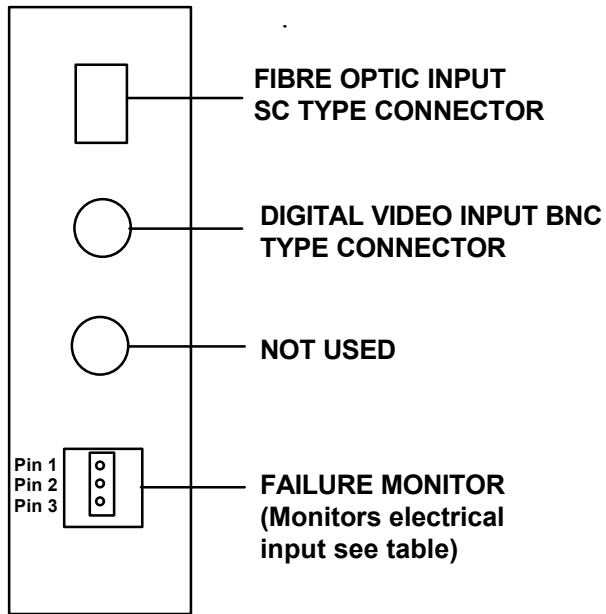 FIBRE OPTIC INPUT
SC TYPE CONNECTOR
DIGITAL VIDEO INPUT BNC
TYPE CONNECTOR
NOT USED
Pin 1
Pin 2
Pin 3
FAILURE MONITOR
(Monitors electrical
input see table)